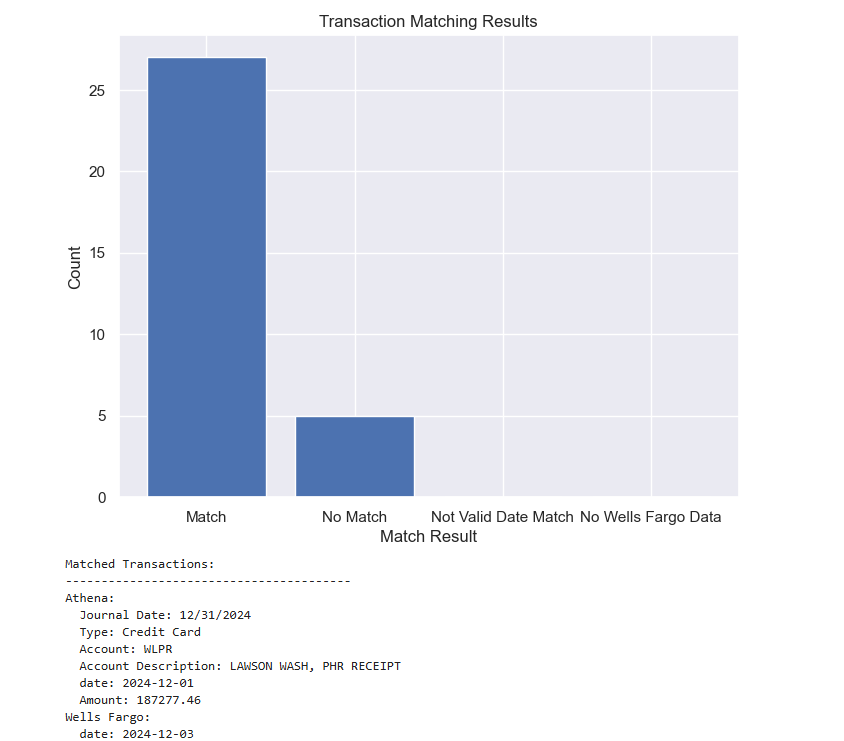 Transaction Matching Results
25
20
15
10
5
0
Count
Match No Match Not Valid Date Match No Wells Fargo Data
Match Result
Matched Transactions:
----------------------------------------
Athena:
  Journal Date: 12/31/2024
  Type: Credit Card
  Account: WLPR
  Account Description: LAWSON WASH, PHR RECEIPT
  date: 2024-12-01
  Amount: 187277.46
Wells Fargo:
  date: 2024-12-03